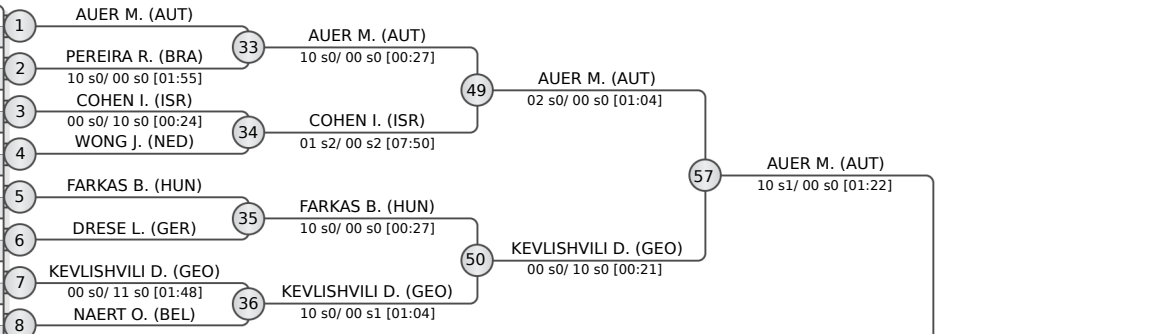 1
AUER M. (AUT)
2
PEREIRA R. (BRA)
10 s0/ 00 s0 [01:55]
3
COHEN I. (ISR)
00 s0/ 10 s0 [00:24]
4
WONG J. (NED)
5
FARKAS B. (HUN)
6
DRESE L. (GER)
7
KEVLISHVILI D. (GEO)
00 s0/ 11 s0 [01:48]
8
NAERT O. (BEL)
33
AUER M. (AUT)
10 s0/ 00 s0 [00:27]
34
COHEN I. (ISR)
01 s2/ 00 s2 [07:50]
35
FARKAS B. (HUN)
10 s0/ 00 s0 [00:27]
36
KEVLISHVILI D. (GEO)
10 s0/ 00 s1 [01:04]
49
AUER M. (AUT)
02 s0/ 00 s0 [01:04]
50
KEVLISHVILI D. (GEO)
00 s0/ 10 s0 [00:21]
57
AUER M. (AUT)
10 s1/ 00 s0 [01:22]